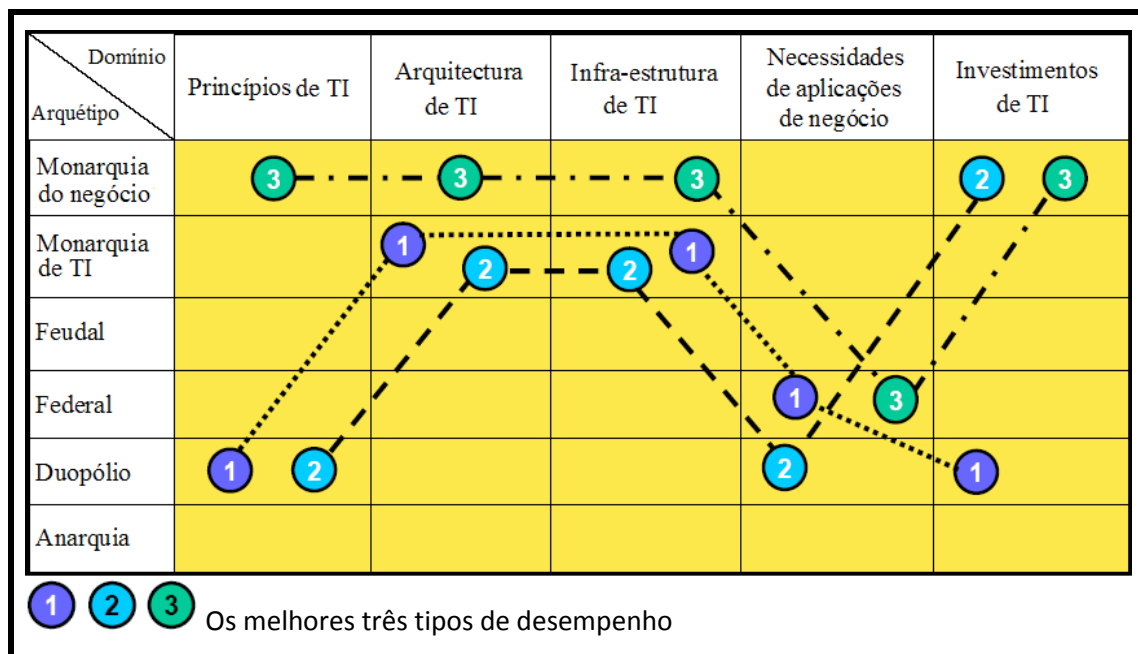 Domínio
Arquétipo
Princípios de TI
Arquitectura
de TI
Infra-estrutura
de TI
Necessidades
de aplicações
de negócio
Investimentos
de TI
Monarquia
do negócio
3
3
3
2
3
Monarquia
de TI
1
2
2
1
Feudal
Federal
1
3
Duopólio
1
2
2
1
Anarquia
1 2 3 Os melhores três tipos de desempenho